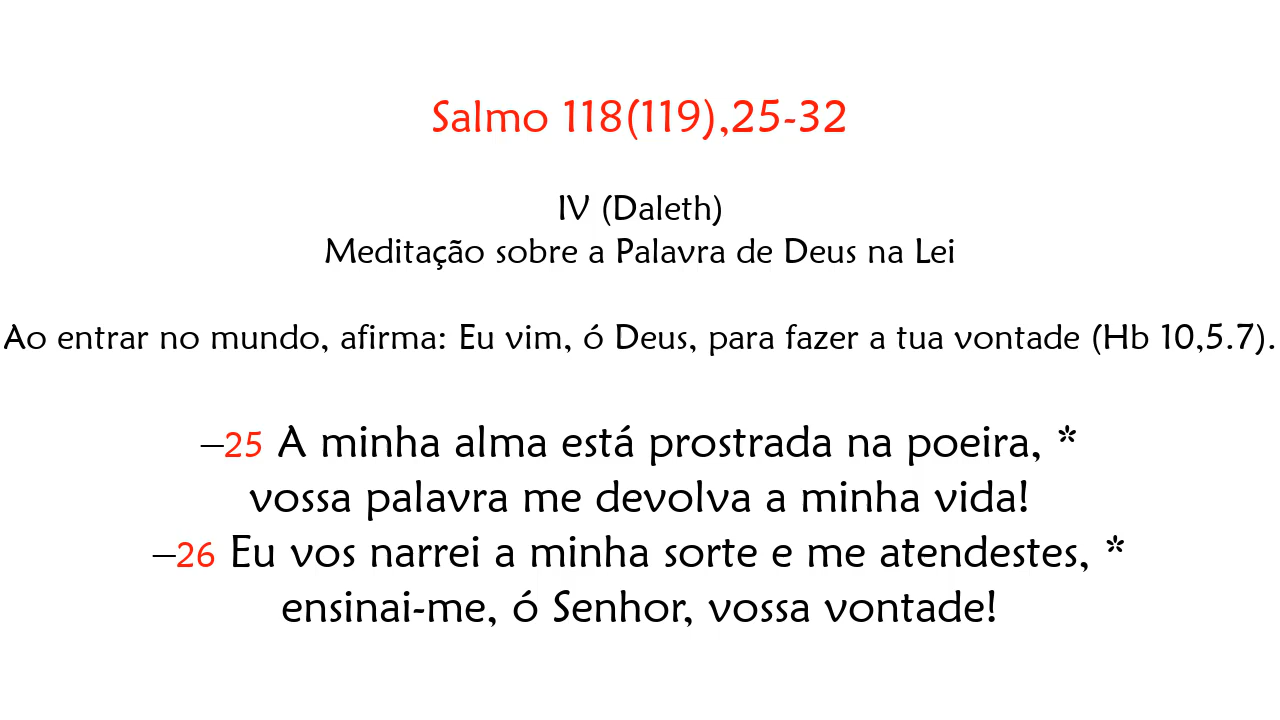 Salmo 118(119),25-32
IV (Daleth)
Meditação sobre a Palavra de Deus na Lei
Ao entrar no mundo, afirma: Eu vim, ó Deus, para fazer a tua vontade (Hb 10,5.7).
–25 A minha alma está prostrada na poeira, *
vossa palavra me devolva a minha vida!
–26 Eu vos narrei a minha sorte e me atendestes, *
ensinai-me, ó Senhor, vossa vontade!